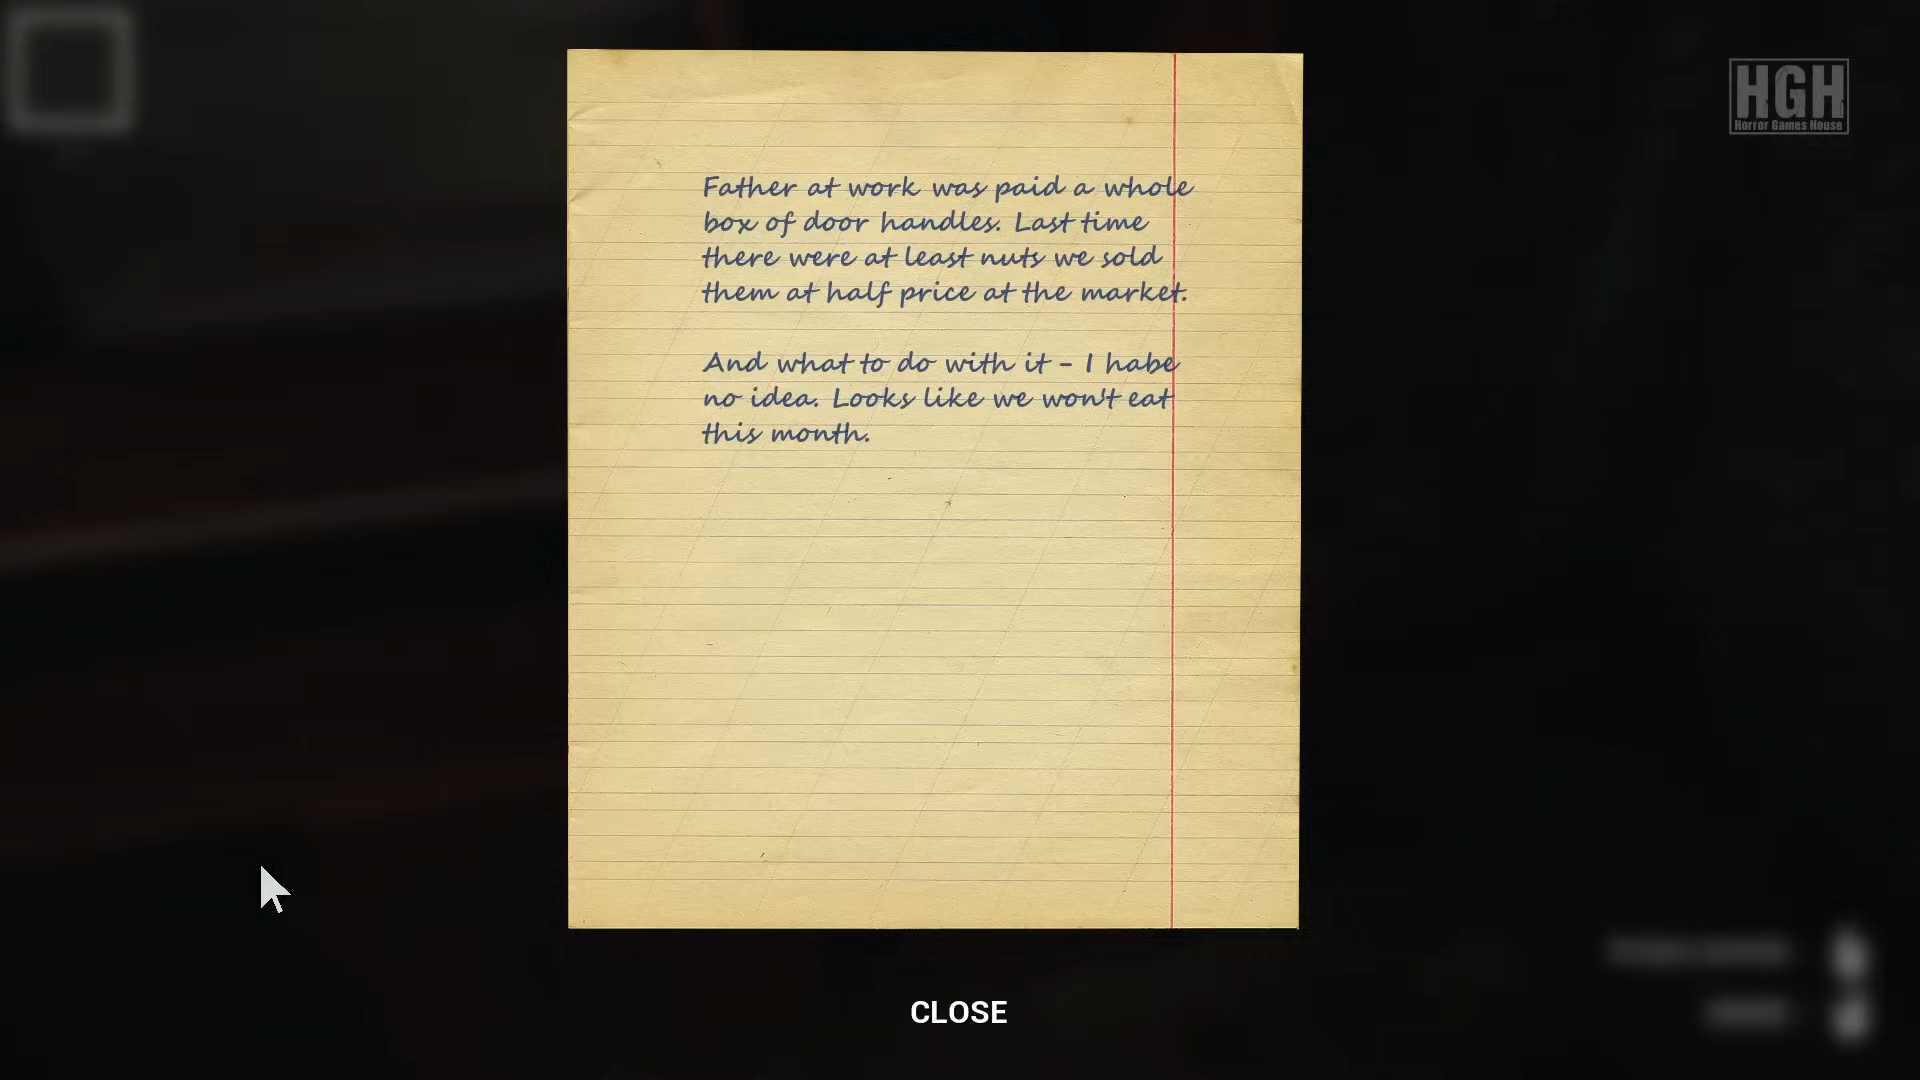 HGH
Horror Games House
Father at work was paid a whole
box of door handles. Last time
there were at least nuts we sold
them at half price at the market.
And what to do with it - I habe
no idea. Looks like we won't eat
this month.
CLOSE